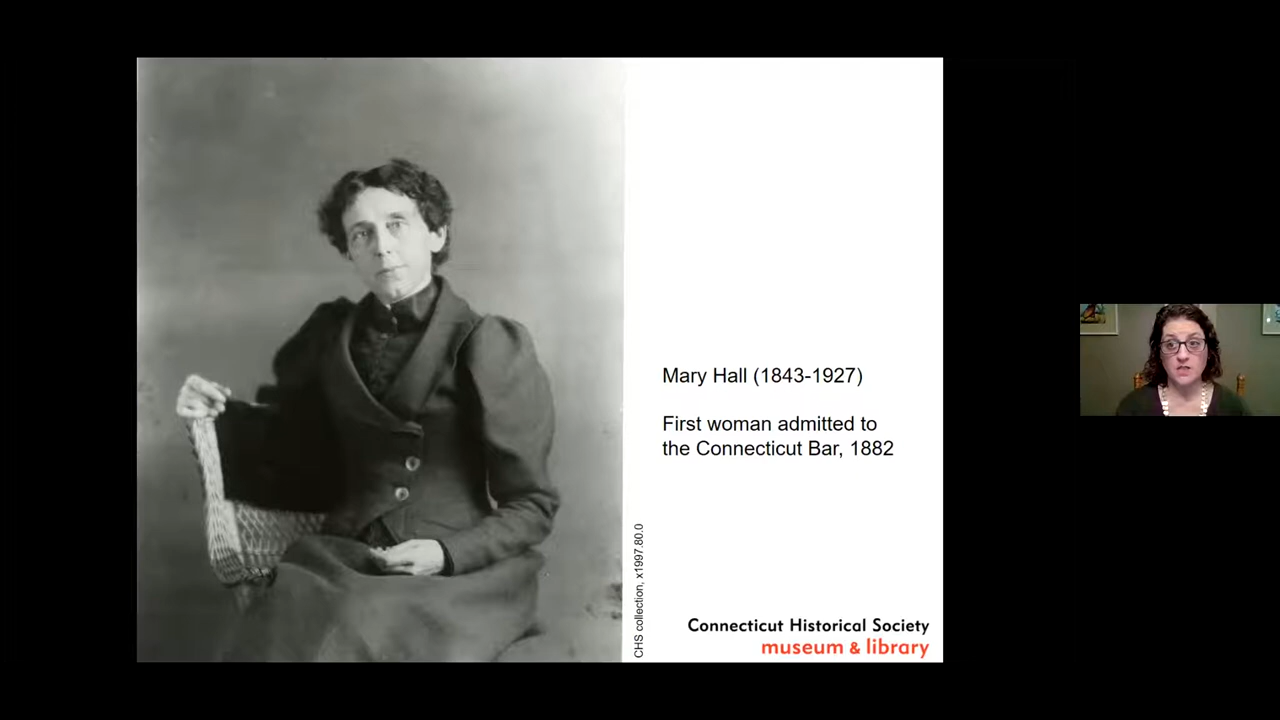 Mary Hall (1843-1927)
First woman admitted to
the Connecticut Bar, 1882
CHS collection, x1997.80.0
Connecticut Historical Society
museum & library